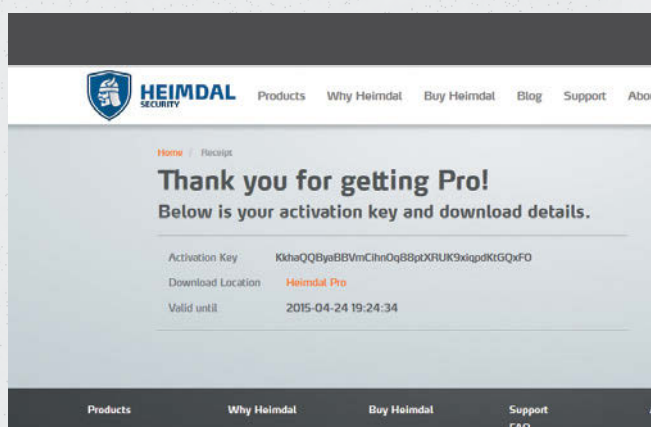 HEIMDAL
SECURITY
Products Why Heimdal Buy Heimdal Blog Support
Home / Receipt
Thank you for getting Pro!
Below is your activation key and download details.
Activation Key
Download Location Heimdal Pro
Valid until 2015-04-24 19:24:34
Products Why Heimdal Buy Heimdal Support
FAQ